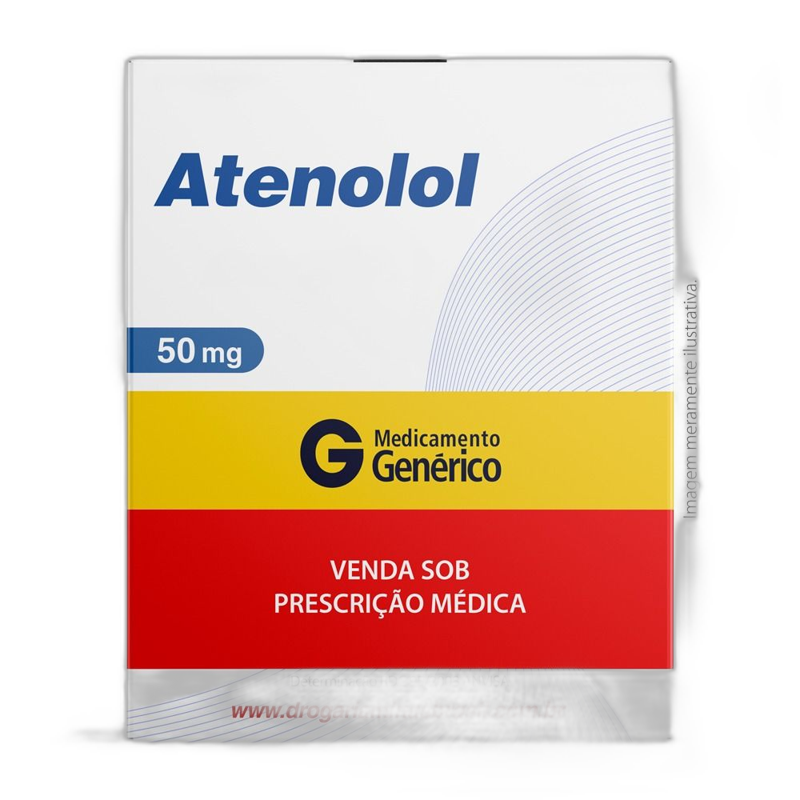 Atenolol
50 mg
G Medicamento
Genérico
VENDA SOB
PRESCRIÇÃO MÉDICA
Imagem meramente ilustrativa.